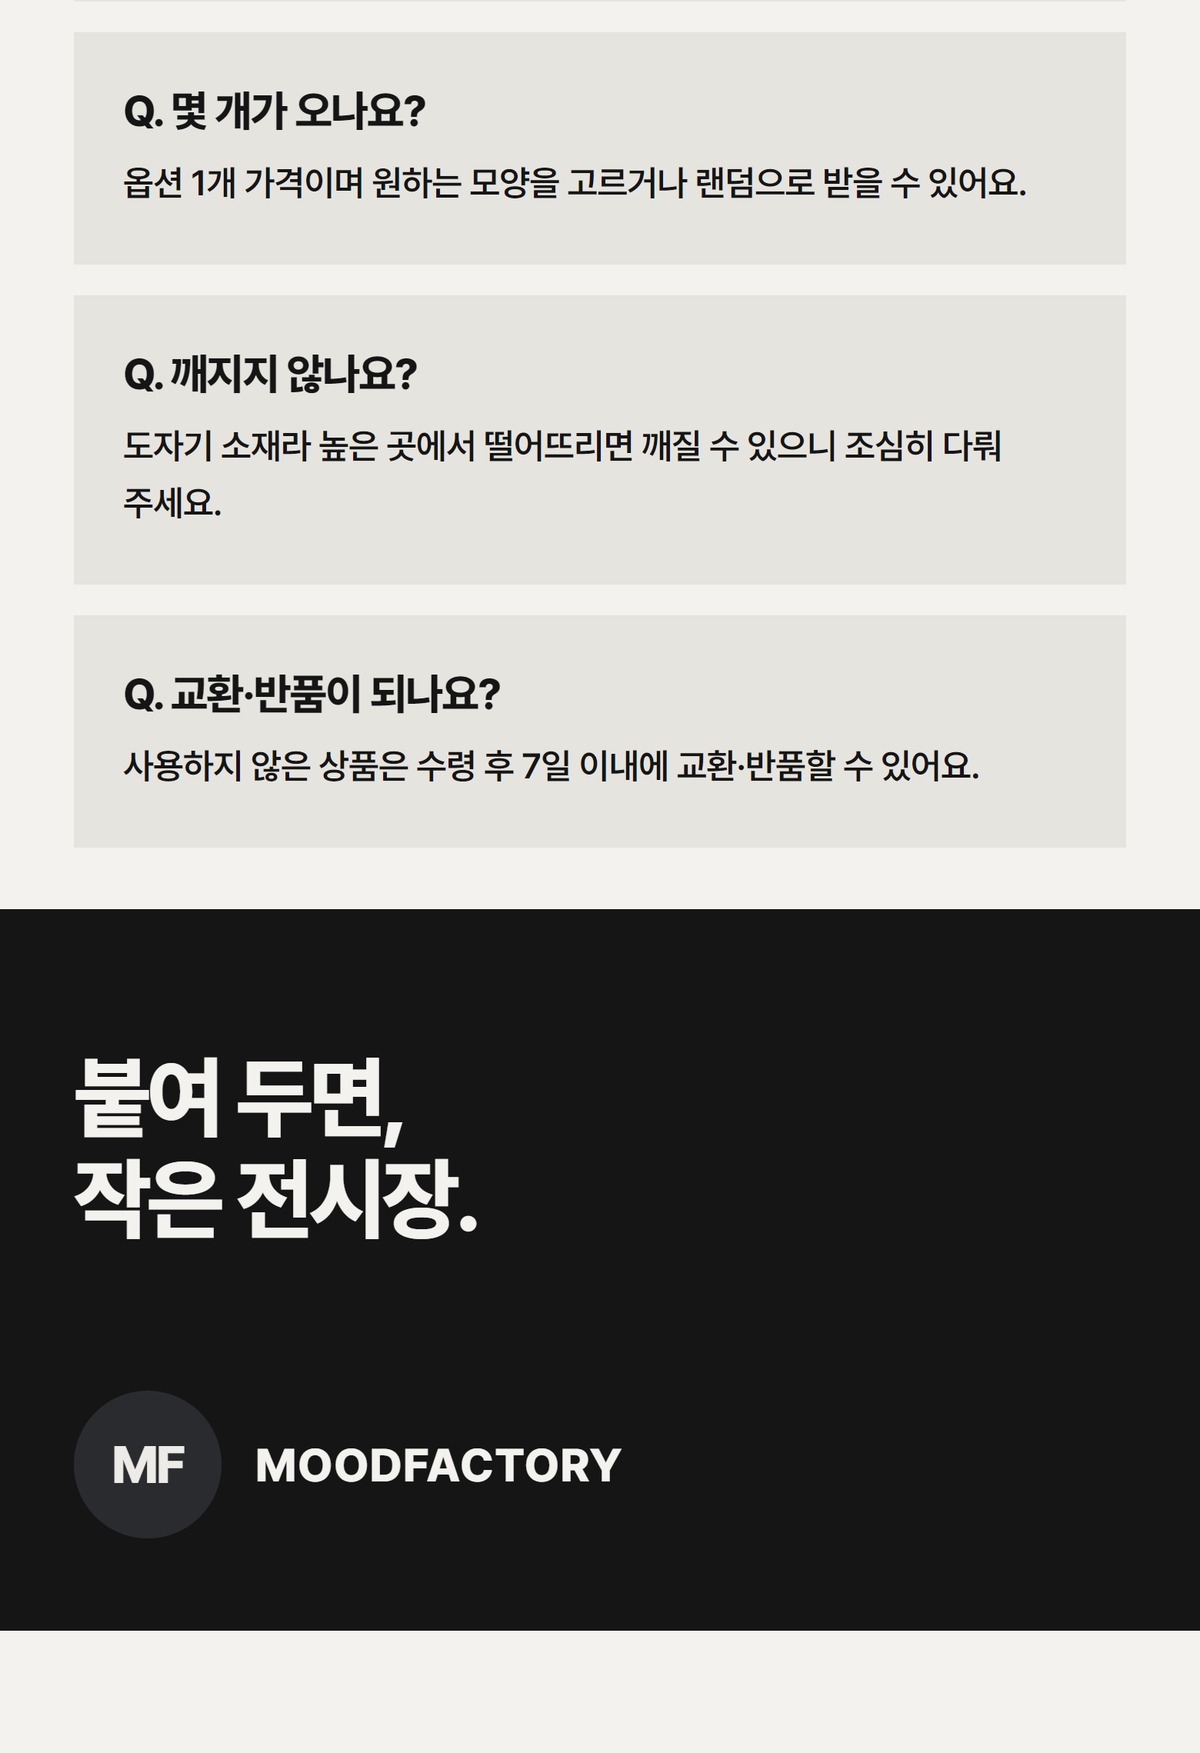 Q. 몇 개가 오나요?
옵션 1개 가격이며 원하는 모양을 고르거나 랜덤으로 받을 수 있어요.
Q. 깨지지 않나요?
도자기 소재라 높은 곳에서 떨어뜨리면 깨질 수 있으니 조심히 다뤄
주세요.
Q. 교환·반품이 되나요?
사용하지 않은 상품은 수령 후 7일 이내에 교환·반품할 수 있어요.
붙여 두면,
작은 전시장.
MF MOODFACTORY